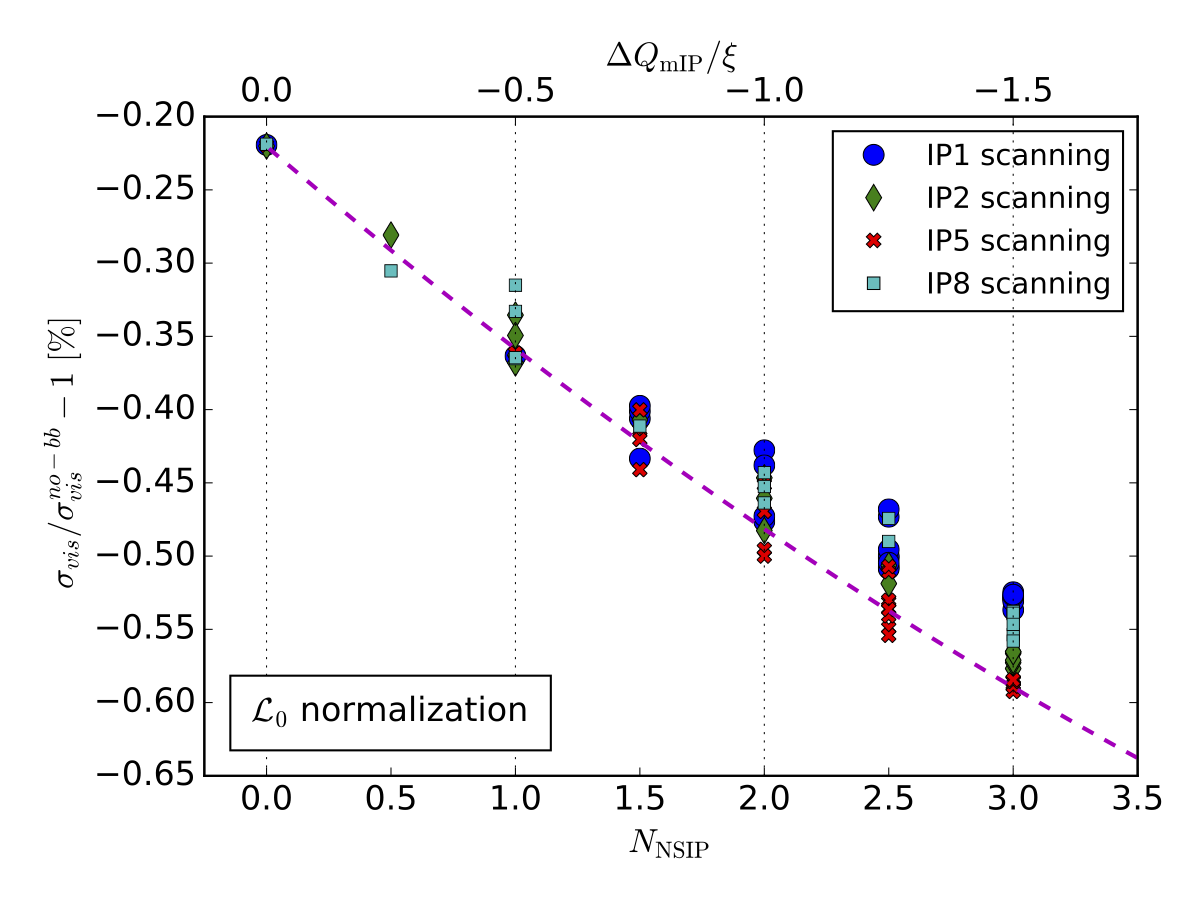 ΔQ_mIP/ξ
0.0 −0.5 −1.0 −1.5
−0.20
−0.25
−0.30
−0.35
−0.40
−0.45
−0.50
−0.55
−0.60
−0.65
σ_vis/σ_vis^no−bb − 1 [%]
IP1 scanning
IP2 scanning
IP5 scanning
IP8 scanning
ℒ₀ normalization
0.0 0.5 1.0 1.5 2.0 2.5 3.0 3.5
N_NSIP